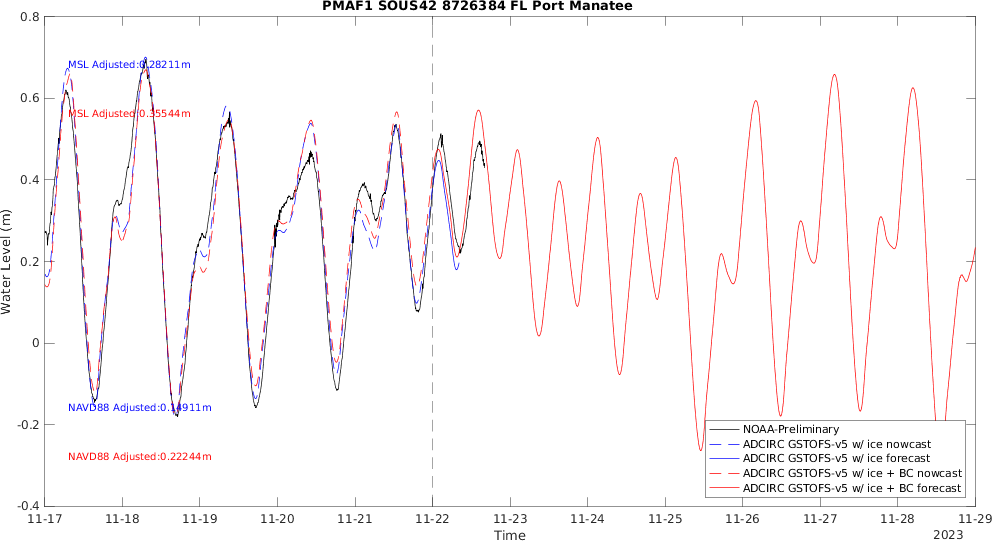 PMAF1 SOUS42 8726384 FL Port Manatee
Water Level (m)
0.8
0.6
0.4
0.2
0
-0.2
-0.4
MSL Adjusted:0.28211m
MSL Adjusted:0.35544m
NAVD88 Adjusted:0.14911m
NAVD88 Adjusted:0.22244m
NOAA-Preliminary
ADCIRC GSTOFS-v5 w/ ice nowcast
ADCIRC GSTOFS-v5 w/ ice forecast
ADCIRC GSTOFS-v5 w/ ice + BC nowcast
ADCIRC GSTOFS-v5 w/ ice + BC forecast
11-17 11-18 11-19 11-20 11-21 11-22 11-23 11-24 11-25 11-26 11-27 11-28 11-29
Time
2023